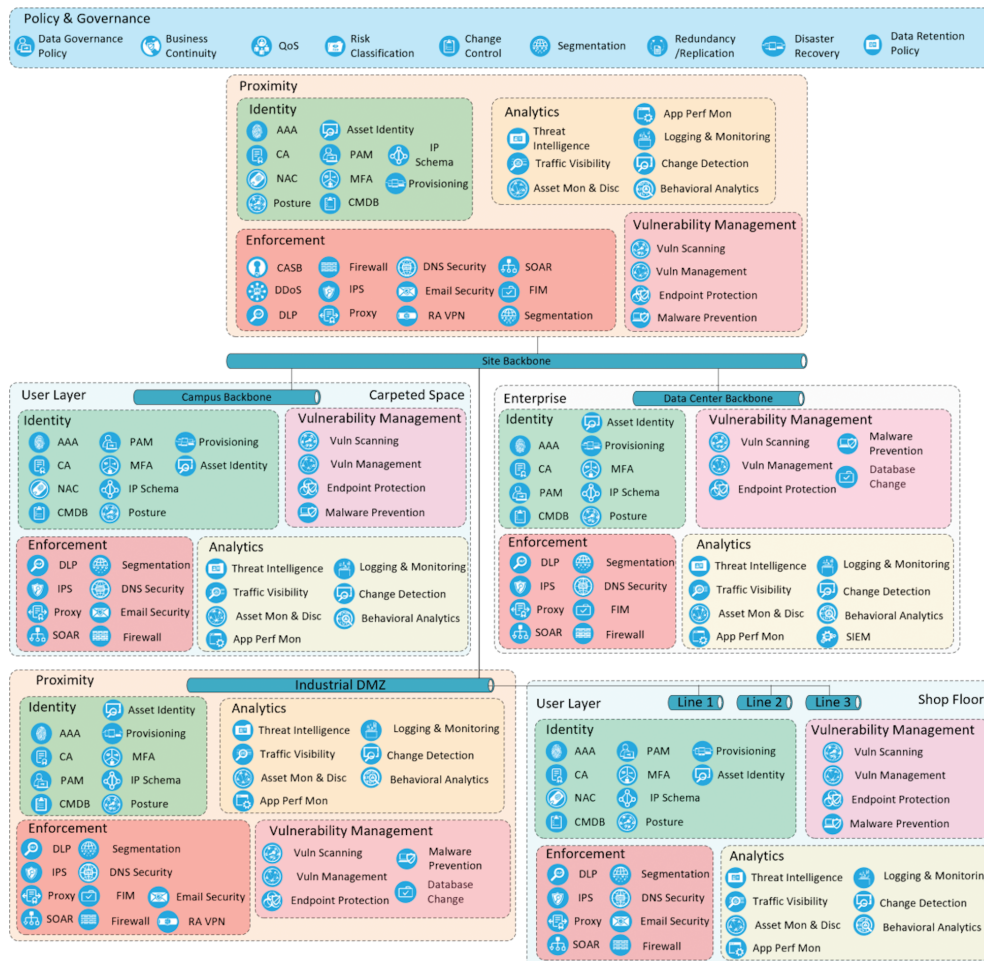 Policy & Governance
Data Governance
Policy
Business
Continuity
QoS
Risk
Classification
Change
Control
Segmentation
Redundancy
/Replication
Disaster
Recovery
Data Retention
Policy
Proximity
Identity
AAA
Asset Identity
CA
PAM
IP
Schema
NAC
MFA
Provisioning
Posture
CMDB
Analytics
App Perf Mon
Threat
Intelligence
Logging & Monitoring
Traffic Visibility
Change Detection
Asset Mon & Disc
Behavioral Analytics
Enforcement
CASB
Firewall
DNS Security
SOAR
DDoS
IPS
Email Security
FIM
DLP
Proxy
RA VPN
Segmentation
Vulnerability Management
Vuln Scanning
Vuln Management
Endpoint Protection
Malware Prevention
Site Backbone
User Layer
Campus Backbone
Carpeted Space
Identity
AAA
PAM
Provisioning
CA
MFA
Asset Identity
NAC
IP Schema
CMDB
Posture
Vulnerability Management
Vuln Scanning
Vuln Management
Endpoint Protection
Malware Prevention
Enforcement
DLP
Segmentation
IPS
DNS Security
Proxy
Email Security
SOAR
Firewall
Analytics
Threat Intelligence
Logging & Monitoring
Traffic Visibility
Change Detection
Asset Mon & Disc
Behavioral Analytics
App Perf Mon
Enterprise
Data Center Backbone
Identity
Asset Identity
AAA
Provisioning
CA
MFA
PAM
IP Schema
CMDB
Posture
Vulnerability Management
Vuln Scanning
Malware
Prevention
Vuln Management
Database
Change
Endpoint Protection
Enforcement
DLP
Segmentation
IPS
DNS Security
Proxy
FIM
SOAR
Firewall
Analytics
Threat Intelligence
Logging & Monitoring
Traffic Visibility
Change Detection
Asset Mon & Disc
Behavioral Analytics
App Perf Mon
SIEM
Proximity
Industrial DMZ
Identity
Asset Identity
AAA
Provisioning
CA
MFA
PAM
IP Schema
CMDB
Posture
Analytics
Threat Intelligence
Logging & Monitoring
Traffic Visibility
Change Detection
Asset Mon & Disc
Behavioral Analytics
App Perf Mon
Enforcement
DLP
Segmentation
IPS
DNS Security
Proxy
FIM
Email Security
SOAR
Firewall
RA VPN
Vulnerability Management
Vuln Scanning
Malware
Prevention
Vuln Management
Database
Change
Endpoint Protection
User Layer
Line 1
Line 2
Line 3
Shop Floor
Identity
AAA
PAM
Provisioning
CA
MFA
Asset Identity
NAC
IP Schema
CMDB
Posture
Vulnerability Management
Vuln Scanning
Vuln Management
Endpoint Protection
Malware Prevention
Enforcement
DLP
Segmentation
IPS
DNS Security
Proxy
Email Security
SOAR
Firewall
Analytics
Threat Intelligence
Logging & Monitoring
Traffic Visibility
Change Detection
Asset Mon & Disc
Behavioral Analytics
App Perf Mon